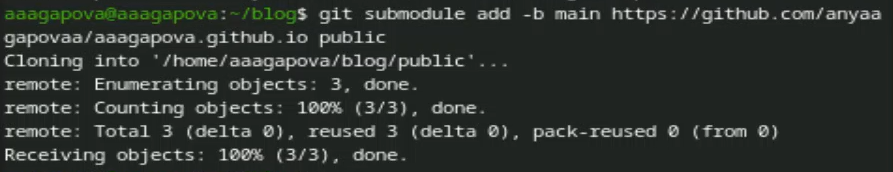 aaagapova@aaagapova:~/blog$ git submodule add -b main https://github.com/anyaa
gapovaa/aaagapova.github.io public
Cloning into '/home/aaagapova/blog/public'...
remote: Enumerating objects: 3, done.
remote: Counting objects: 100% (3/3), done.
remote: Total 3 (delta 0), reused 3 (delta 0), pack-reused 0 (from 0)
Receiving objects: 100% (3/3), done.